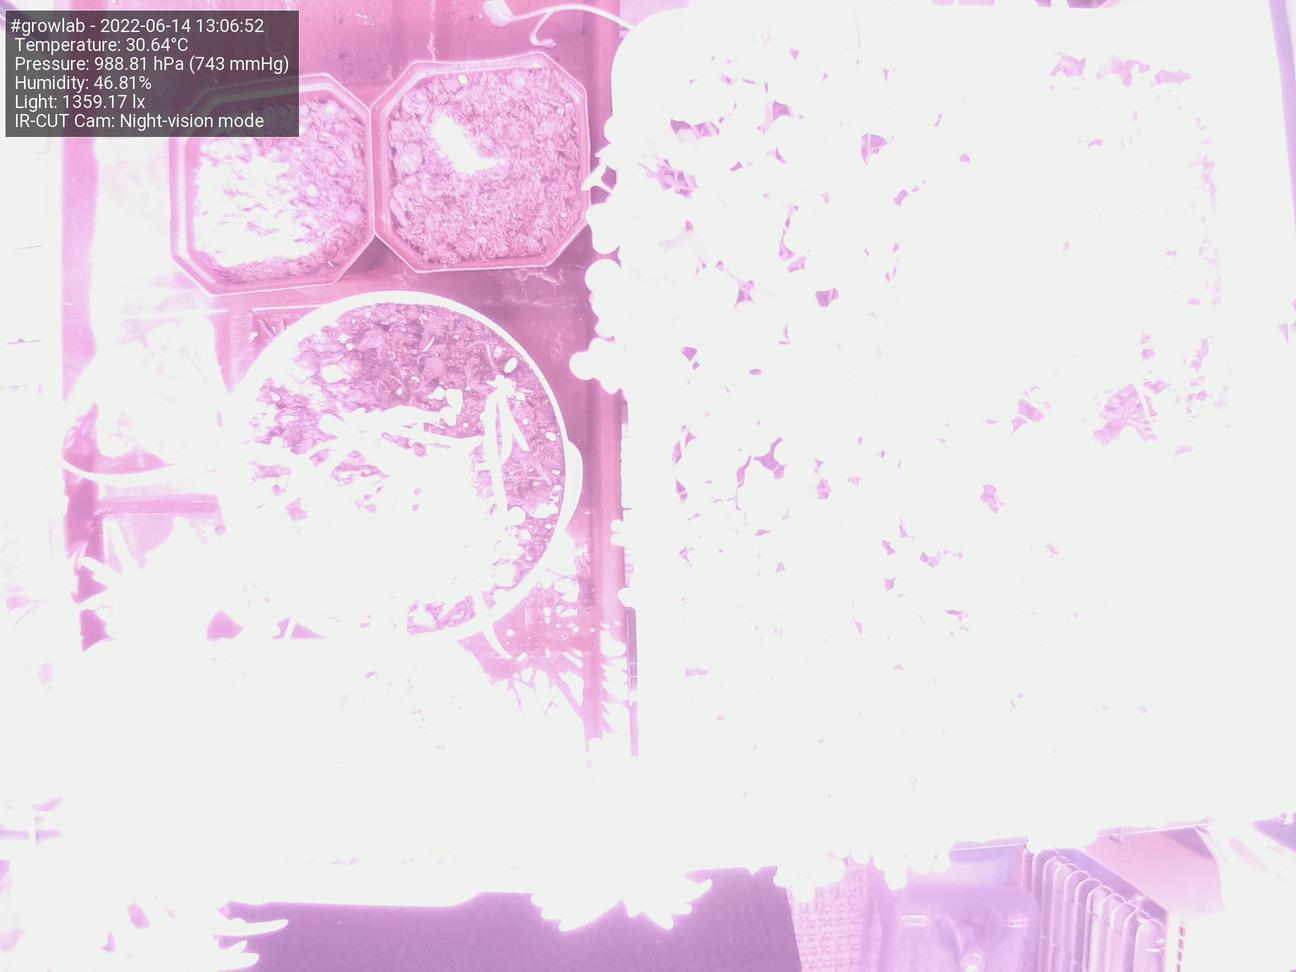 #growlab - 2022-06-14 13:06:52
Temperature: 30.64°C
Pressure: 988.81 hPa (743 mmHg)
Humidity: 46.81%
Light: 1359.17 lx
IR-CUT Cam: Night-vision mode